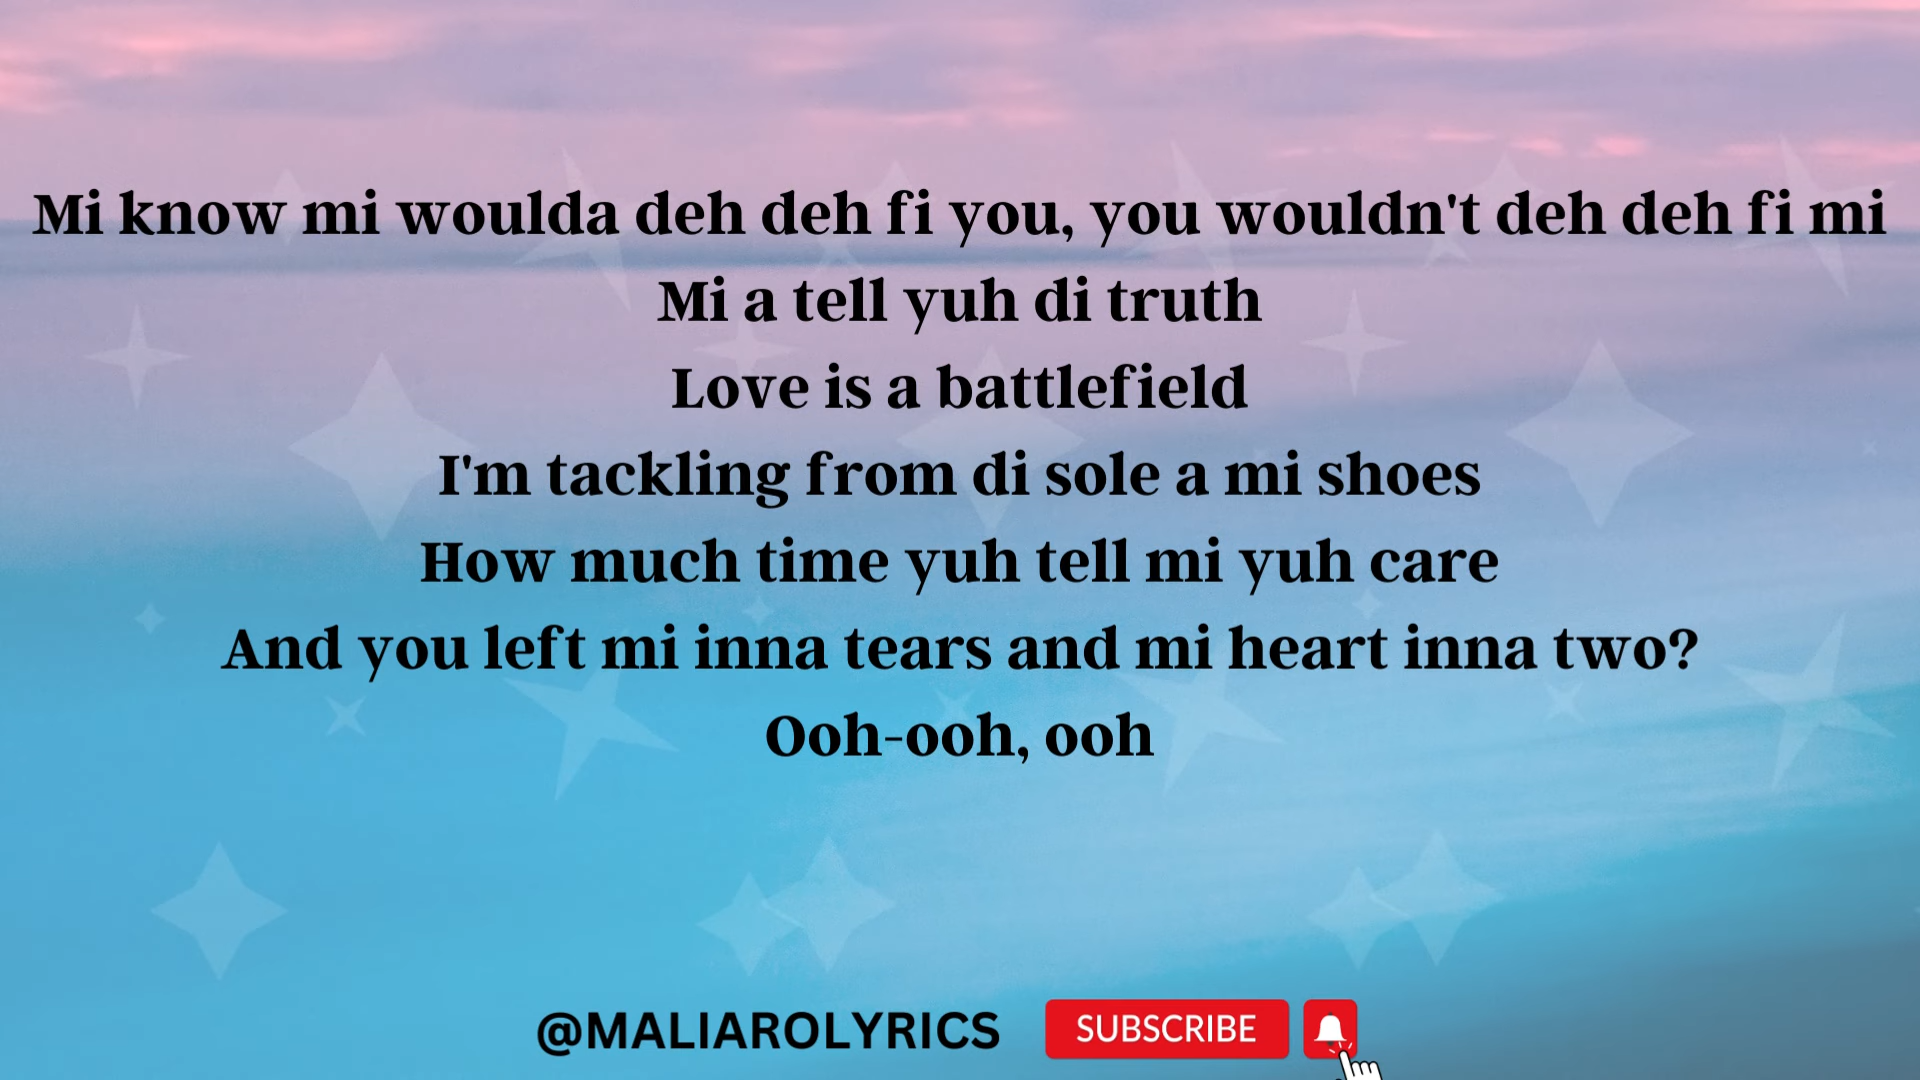 Mi know mi woulda deh deh fi you, you wouldn't deh deh fi mi
Mi a tell yuh di truth
Love is a battlefield
I'm tackling from di sole a mi shoes
How much time yuh tell mi yuh care
And you left mi inna tears and mi heart inna two?
Ooh-ooh, ooh
@MALIAROLYRICS SUBSCRIBE